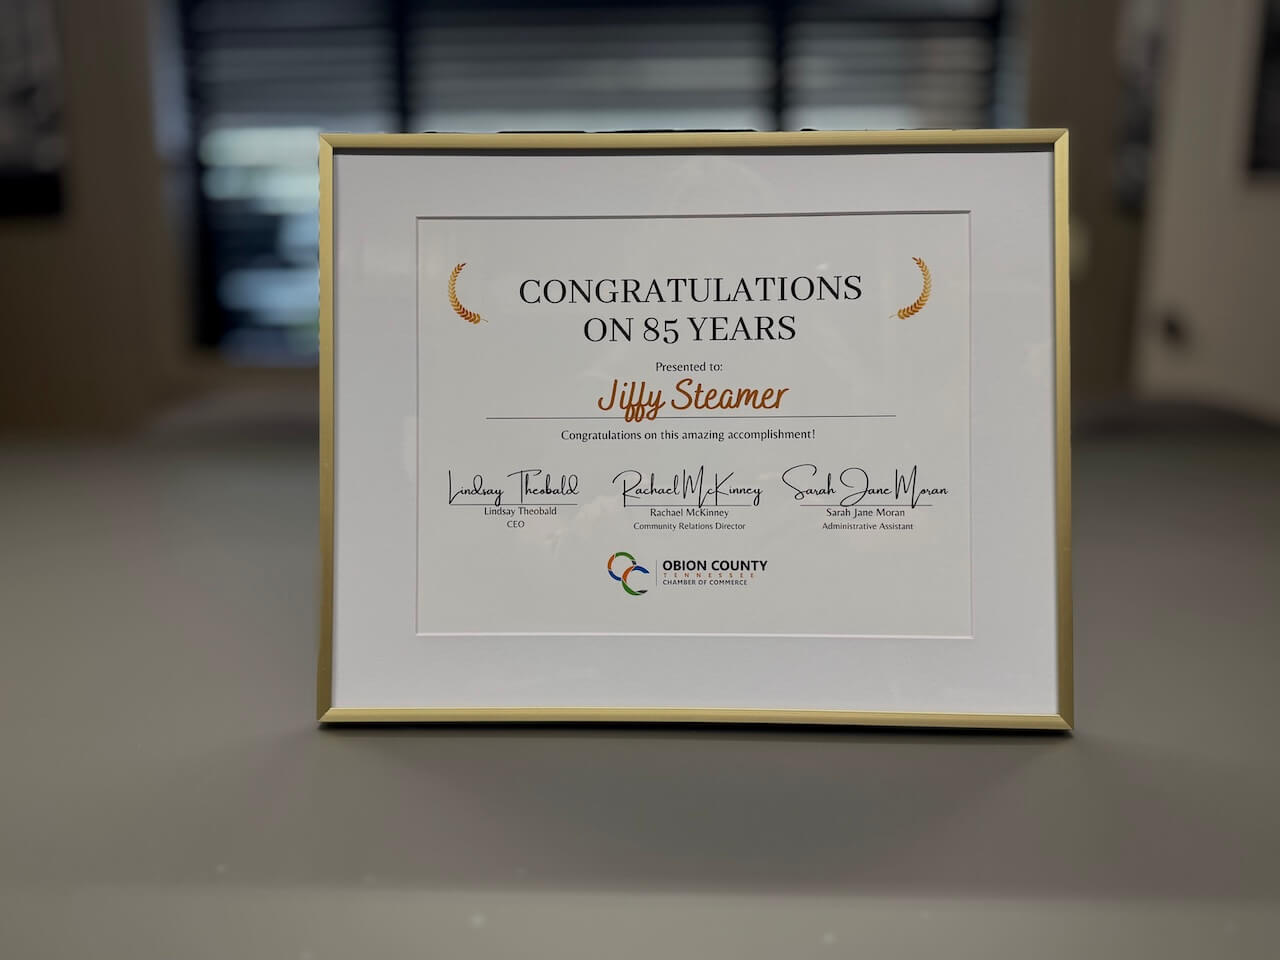 CONGRATULATIONS
ON 85 YEARS
Presented to:
Jiffy Steamer
Congratulations on this amazing accomplishment!
Lindsay Theobald Rachael McKinney Sarah Jane Moran
Lindsay Theobald Rachael McKinney Sarah Jane Moran
CEO Community Relations Director Administrative Assistant
OBION COUNTY
TENNESSEE
CHAMBER OF COMMERCE